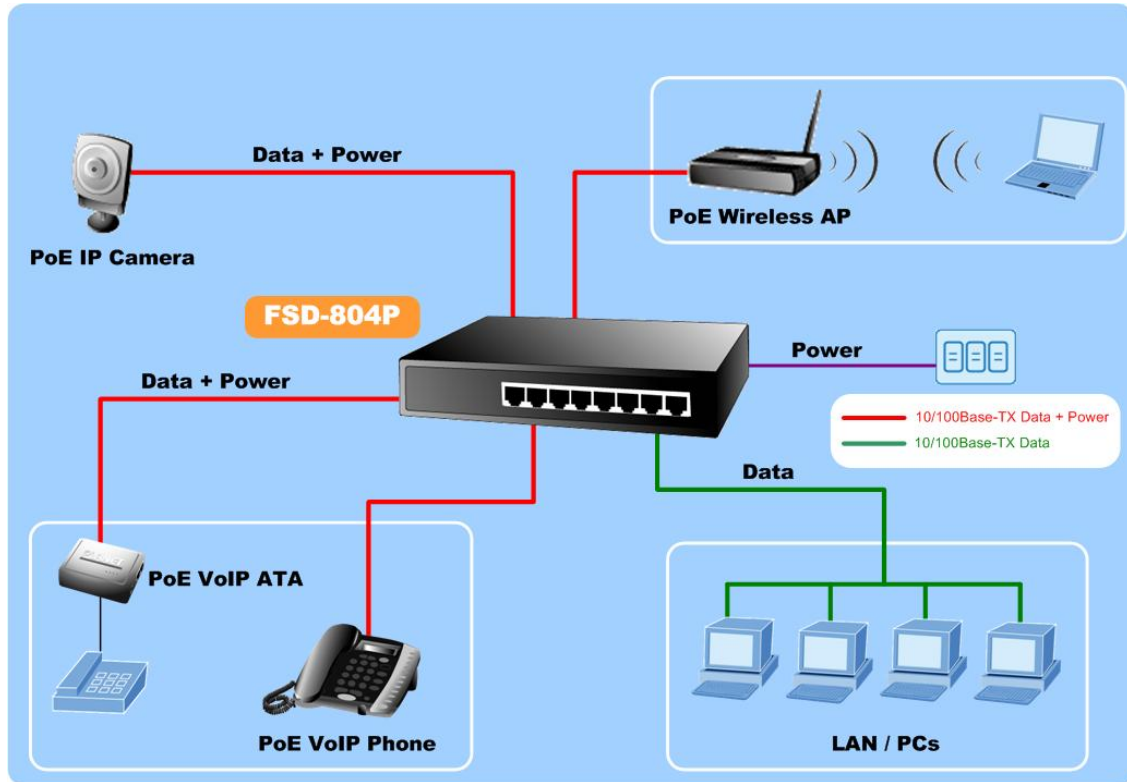 Data + Power
PoE IP Camera
PoE Wireless AP
FSD-804P
Power
Data + Power
10/100Base-TX Data + Power
10/100Base-TX Data
Data
PoE VoIP ATA
PoE VoIP Phone
LAN / PCs